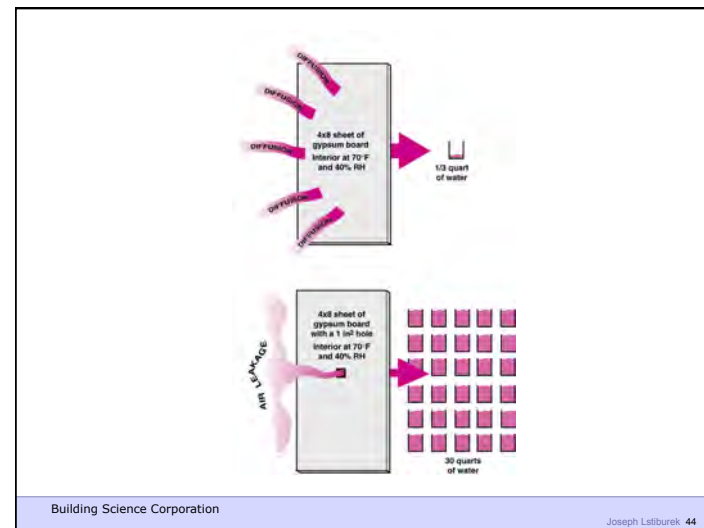 DIFFUSION
DIFFUSION
DIFFUSION
DIFFUSION
DIFFUSION
4x8 sheet of
gypsum board
Interior at 70°F
and 40% RH
1/3 quart
of water
AIR LEAKAGE
4x8 sheet of
gypsum board
with a 1 in² hole
Interior at 70°F
and 40% RH
30 quarts
of water
Building Science Corporation
Joseph Lstiburek 44